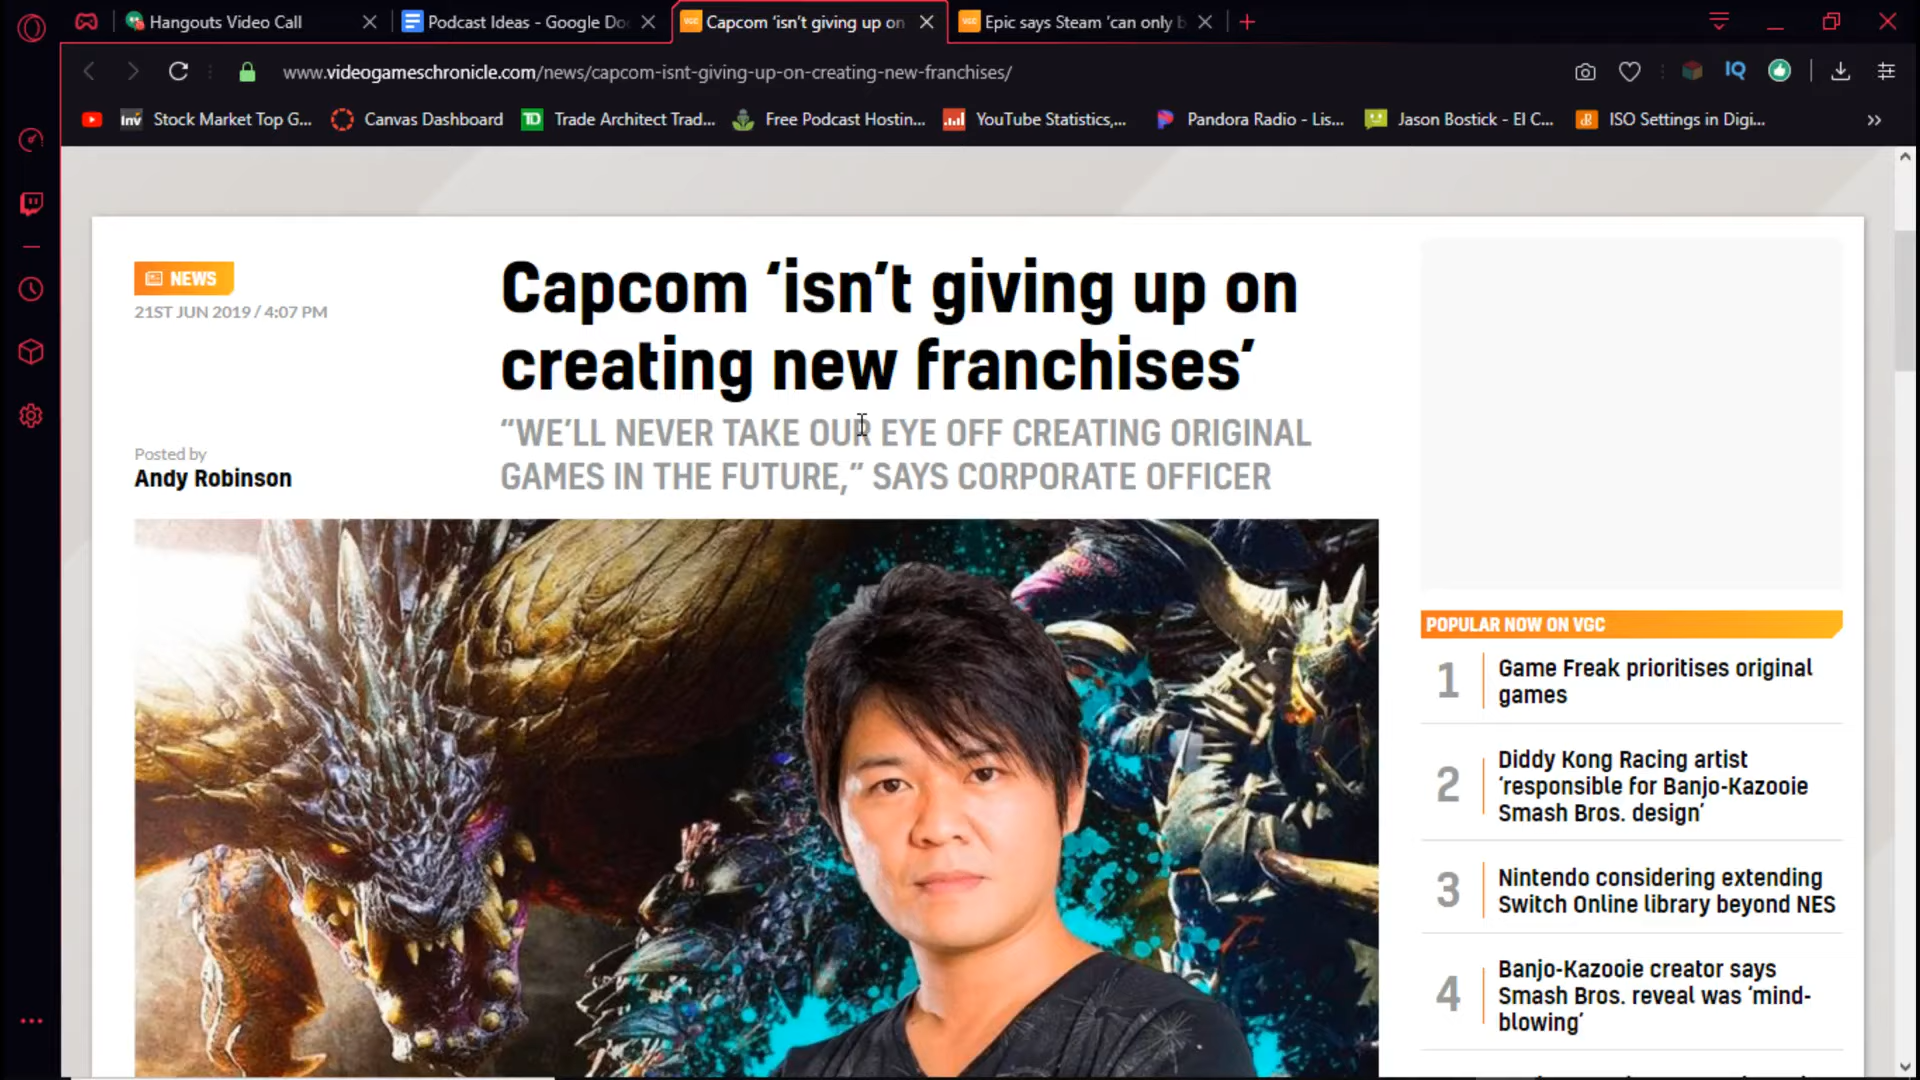 Hangouts Video Call
Podcast Ideas - Google Do
VGC
Capcom ‘isn't giving up on
VGC
Epic says Steam ‘can only b
www.videogameschronicle.com/news/capcom-isnt-giving-up-on-creating-new-franchises/
IQ
Inv
Stock Market Top G...
Canvas Dashboard
TD
Trade Architect Trad...
Free Podcast Hostin...
YouTube Statistics,...
Pandora Radio - Lis...
Jason Bostick - El C...
ISO Settings in Digi...
NEWS
21ST JUN 2019 / 4:07 PM
Capcom ‘isn’t giving up on
creating new franchises’
“WE’LL NEVER TAKE OUR EYE OFF CREATING ORIGINAL
GAMES IN THE FUTURE,” SAYS CORPORATE OFFICER
Posted by
Andy Robinson
POPULAR NOW ON VGC
1
Game Freak prioritises original
games
2
Diddy Kong Racing artist
‘responsible for Banjo-Kazooie
Smash Bros. design’
3
Nintendo considering extending
Switch Online library beyond NES
4
Banjo-Kazooie creator says
Smash Bros. reveal was ‘mind-
blowing’